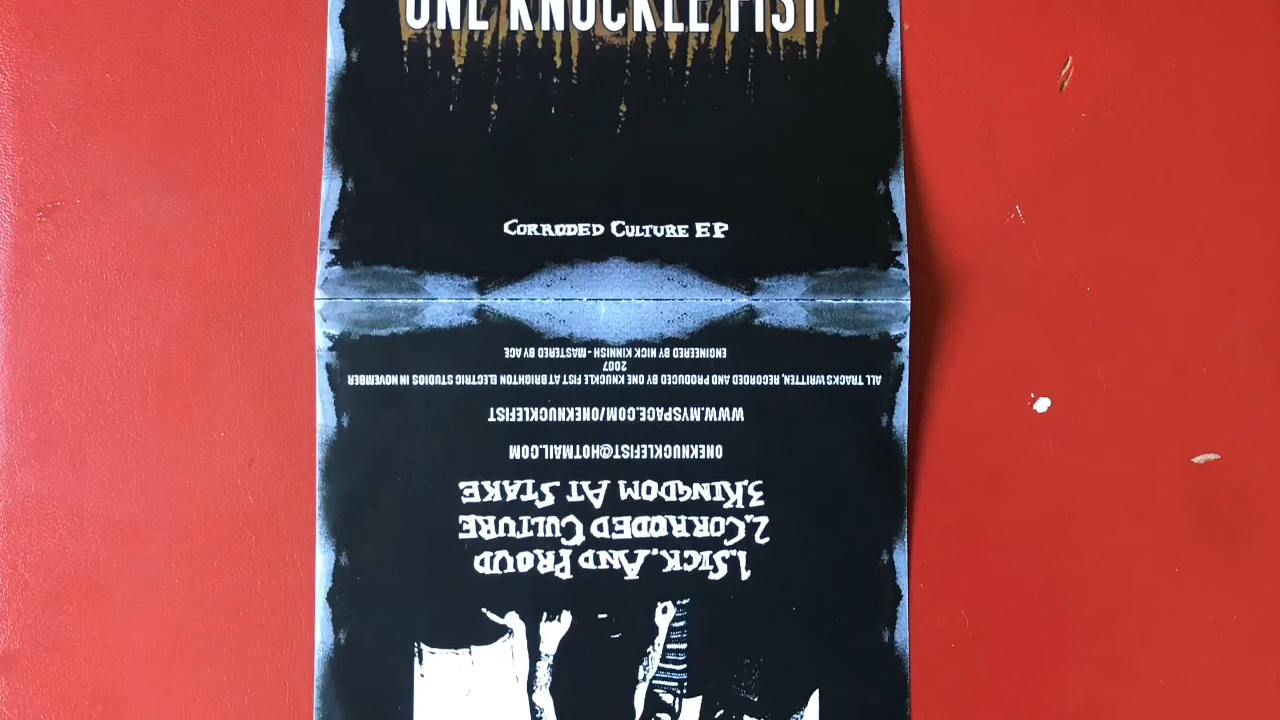 ONE KNUCKLE FIST
CORRODED CULTURE EP
1.SICK.AND PROUD
2.CORRODED CULTURE
3.KINGDOM AT STAKE
ONEKNUCKLEFIST@HOTMAIL.COM
WWW.MYSPACE.COM/ONEKNUCKLEFIST
ALL TRACKS WRITTEN, RECORDED AND PRODUCED BY ONE KNUCKLE FIST AT BRIGHTON ELECTRIC STUDIOS IN NOVEMBER
2007
ENGINEERED BY NICK KINNISH - MASTERED BY ACE